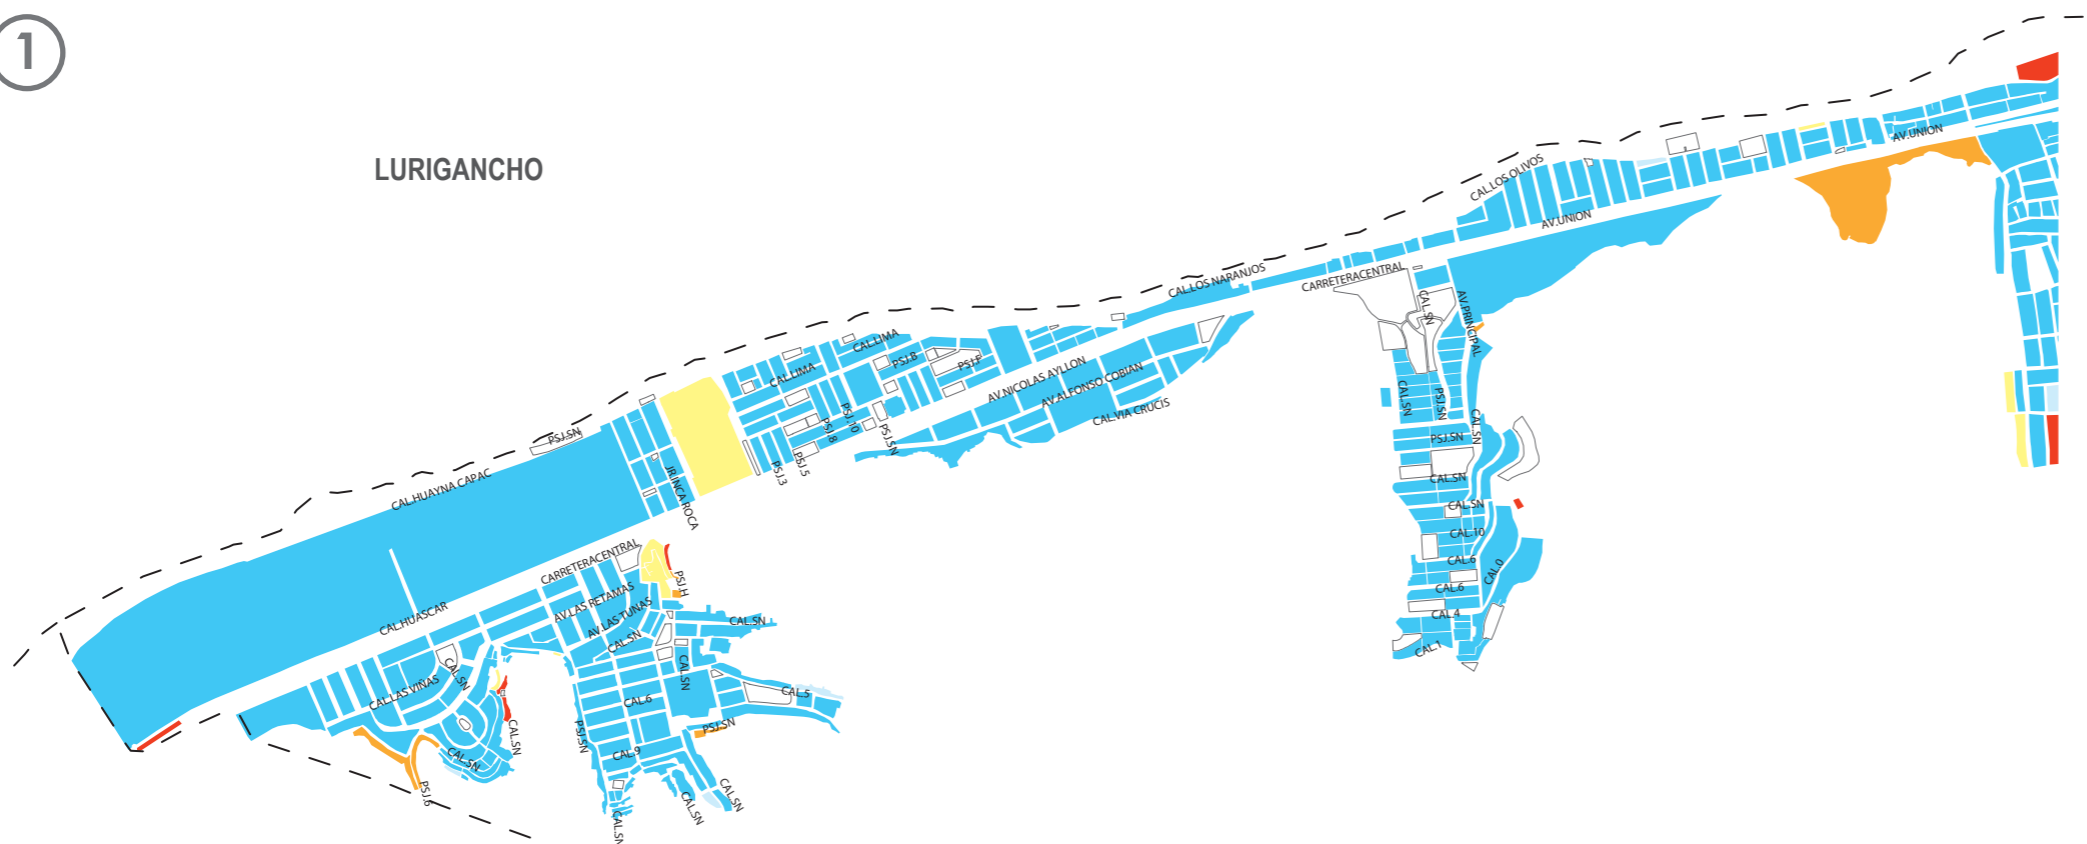 1
LURIGANCHO
AV.UNION
CAL.LOS OLIVOS
AV.UNION
CAL.LOS NARANJOS
CARRETERACENTRAL
CAL.SN
AV.PRINCIPAL
CAL.LIMA
CAL.LIMA
PSJ.8
PSJ.F
AV.NICOLAS AYLLON
AV.ALFONSO COBIAN
CAL.VIA CRUCIS
PSJ.10
PSJ.8
PSJ.SN
PSJ.5
PSJ.3
PSJ.SN
JR.INCA ROCA
CAL.HUAYNA CAPAC
CAL.SN
PSJ.SN
CAL.SN
PSJ.SN
CAL.SN
CAL.SN
CAL.10
CAL.6
CAL.0
CAL.6
CAL.4
CAL.1
CARRETERACENTRAL
PSJ.H
AV.LAS RETAMAS
AV.LAS TUNAS
CAL.HUASCAR
CAL.SN
CAL.SN
CAL.SN
CAL.SN
CAL.LAS VIÑAS
CAL.5
CAL.6
PSJ.SN
PSJ.SN
CAL.SN
CAL.SN
CAL.9
PSJ.6
CAL.SN
CAL.SN
CAL.SN